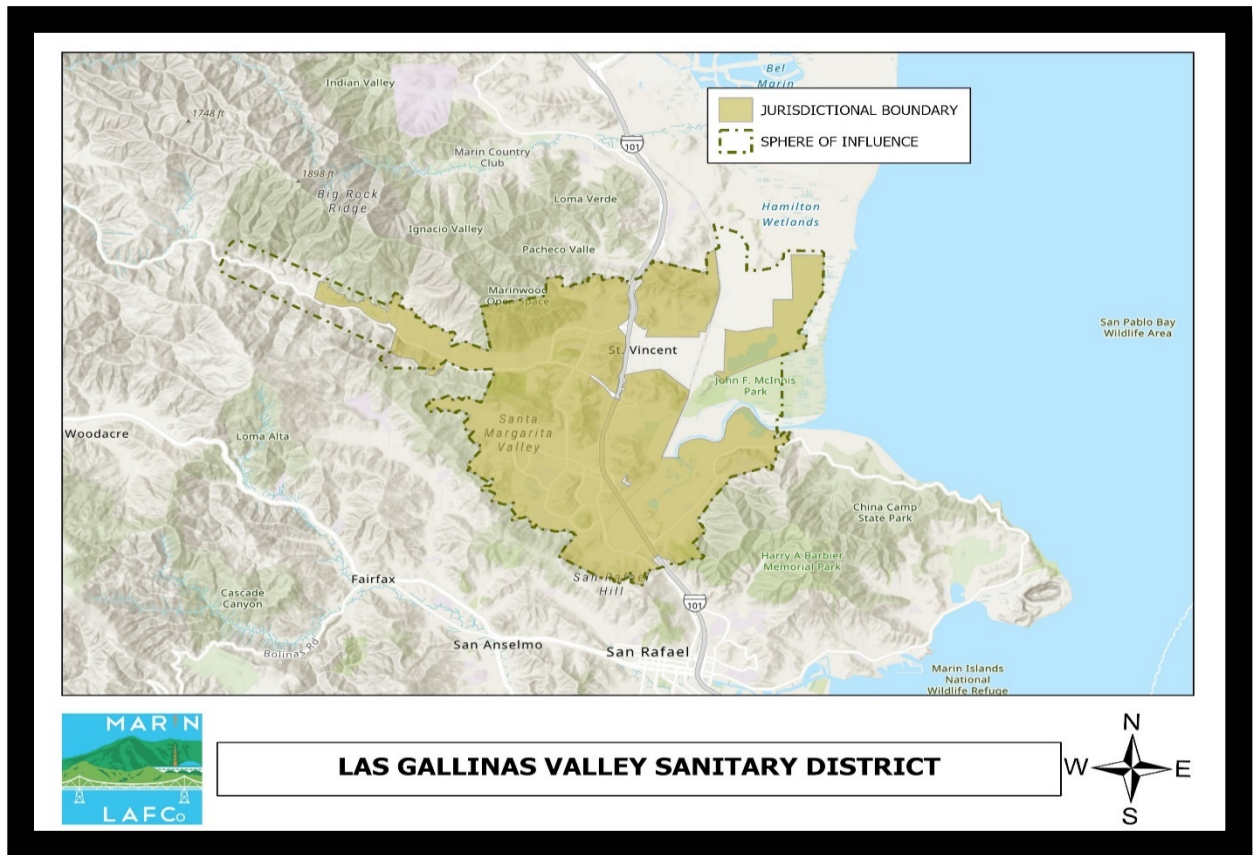 Bel
Marin
Indian Valley
JURISDICTIONAL BOUNDARY
1748 ft
101
SPHERE OF INFLUENCE
Marin Country
Club
1898 ft
Big Rock
Ridge
Loma Verde
Hamilton
Wetlands
Ignacio Valley
Pacheco Valle
Marinwood
Open Space
San Pablo Bay
Wildlife Area
St. Vincent
John F. McInnis
Park
Santa
Margarita
Valley
Woodacre
Loma Alta
China Camp
State Park
Harry A Barbier
Memorial Park
Fairfax
San Rafael
Hill
Cascade
Canyon
101
Bolinas Rd
San Anselmo
San Rafael
Marin Islands
National
Wildlife Refuge
MARIN
LAFCo
LAS GALLINAS VALLEY SANITARY DISTRICT
N
W
E
S